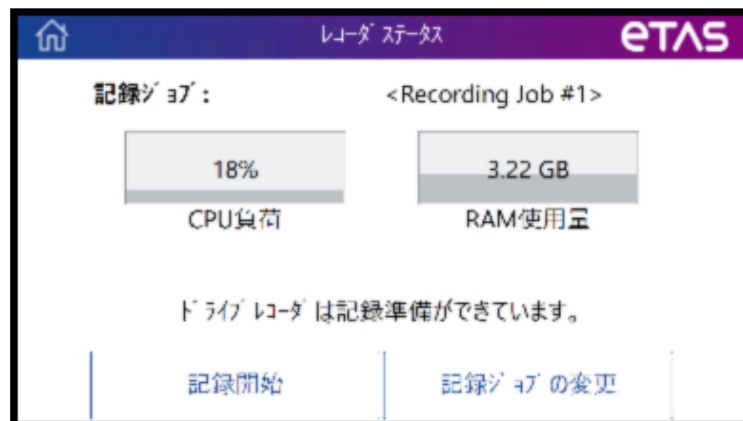 ﾚｺｰﾀﾞｽﾃｰﾀｽ
ETAS
記録ｼﾞｮﾌﾞ: <Recording Job #1>
18% 3.22 GB
CPU負荷 RAM使用量
ﾄﾞﾗｲﾌﾞﾚｺｰﾀﾞは記録準備ができています。
記録開始 記録ｼﾞｮﾌﾞの変更